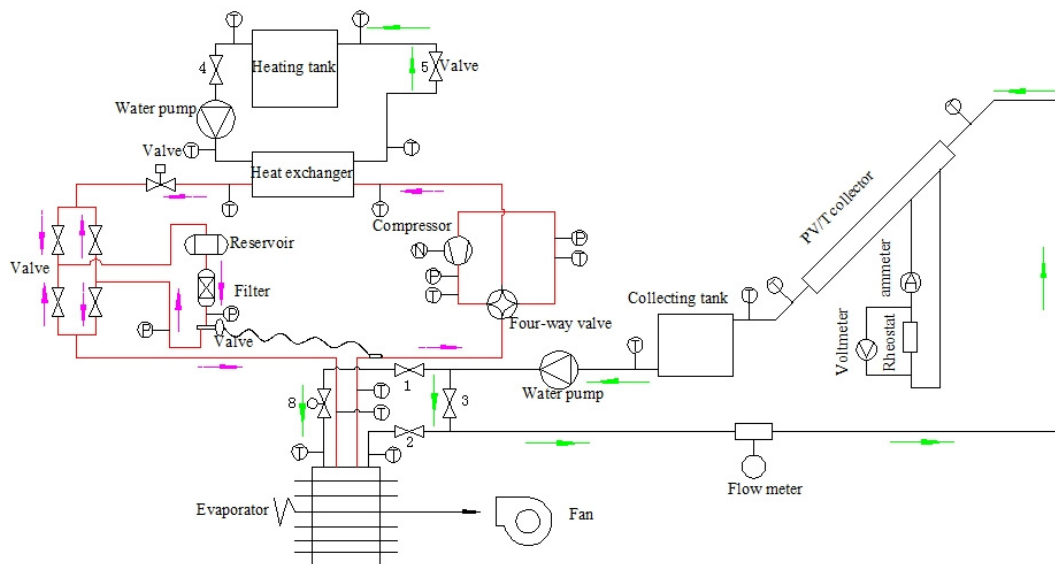 T
T
4
Heating tank
5
Valve
Water pump
T
Valve
T
Heat exchanger
T
T
Compressor
N
P
T
P
T
Reservoir
Valve
Filter
P
P
Valve
Four-way valve
Collecting tank
T
T
PV/T collector
ammeter
A
Voltmeter
V
Rheostat
1
Water pump
8
T
T
3
2
T
T
Flow meter
Evaporator
Fan